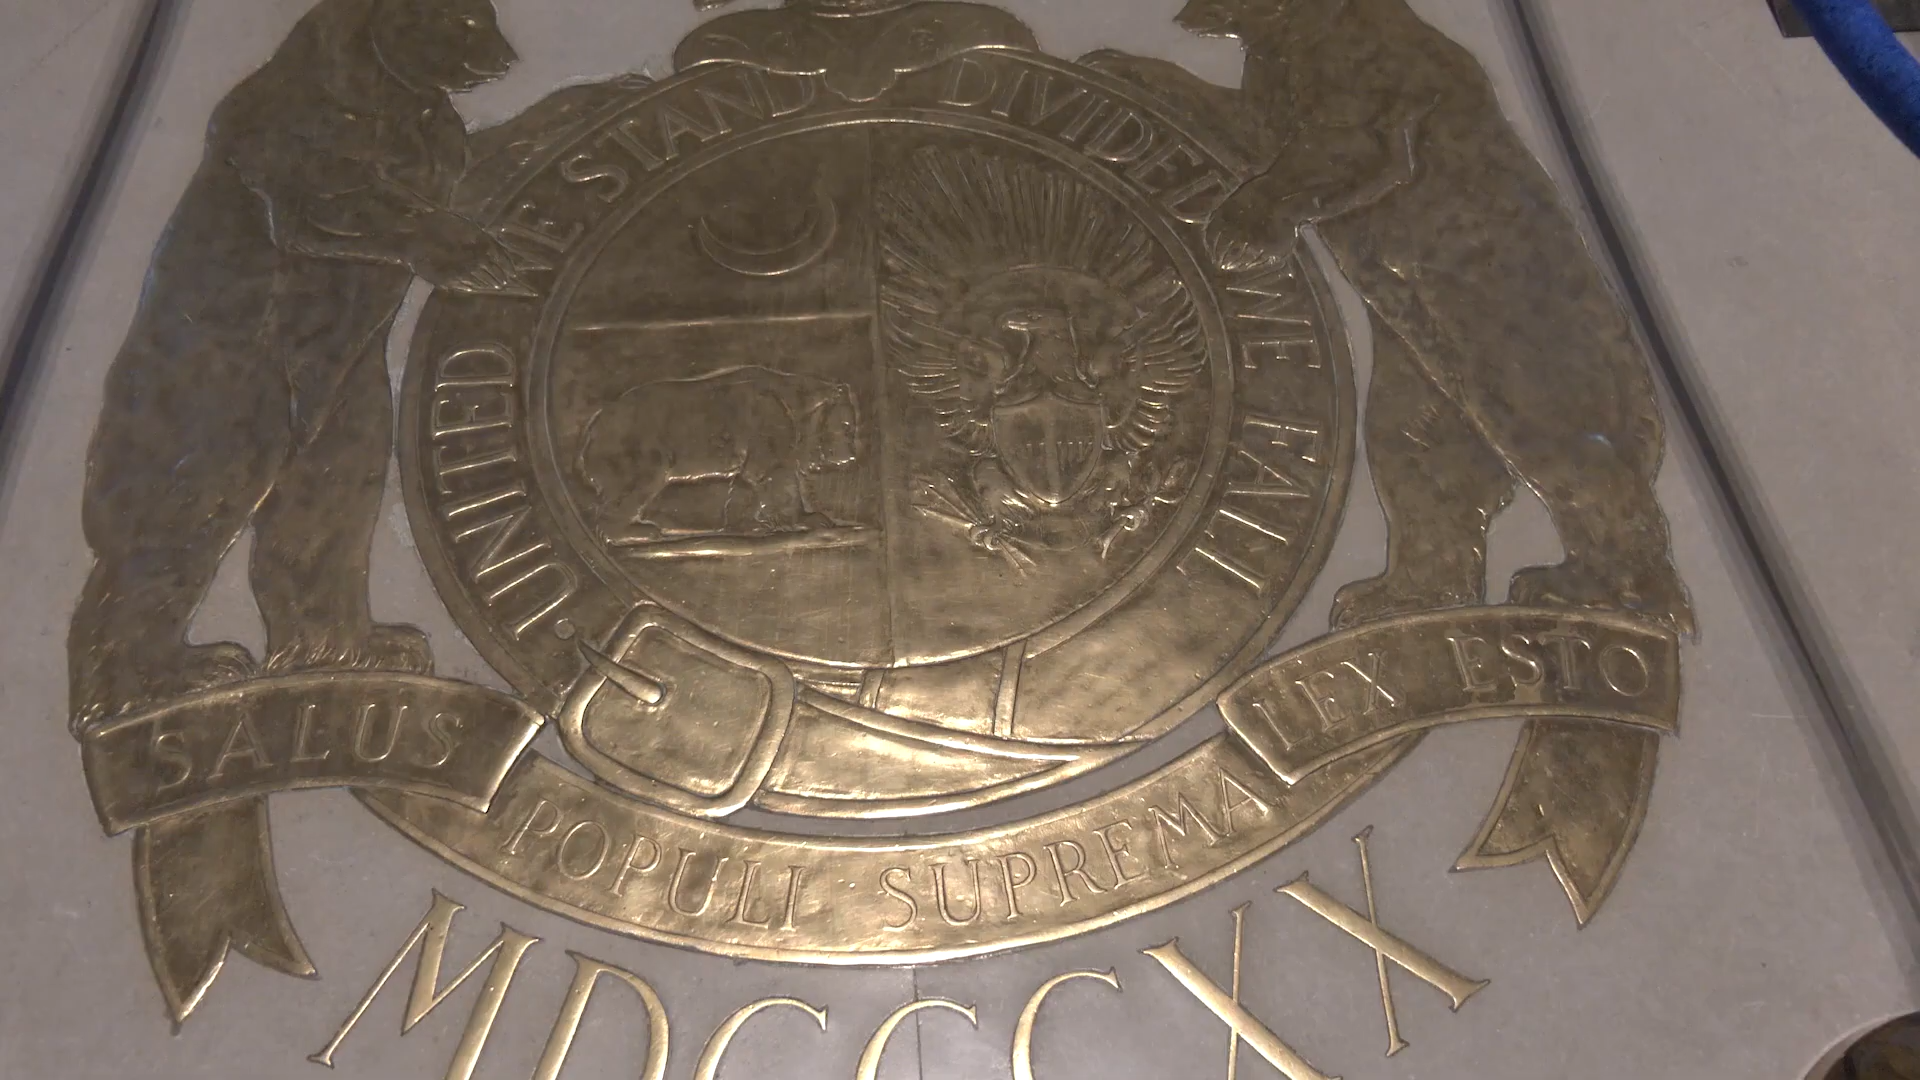 UNITED WE STAND DIVIDED WE FALL
SALUS POPULI SUPREMA LEX ESTO
MDCCCXX